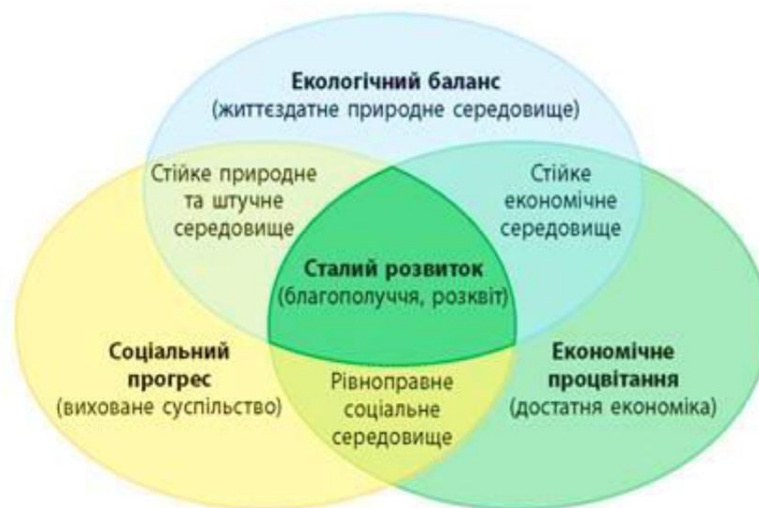 Екологічний баланс
(життєздатне природне середовище)
Стійке природне
та штучне
середовище
Стійке
економічне
середовище
Сталий розвиток
(благополуччя, розквіт)
Соціальний
прогрес
(виховане суспільство)
Рівноправне
соціальне
середовище
Економічне
процвітання
(достатня економіка)